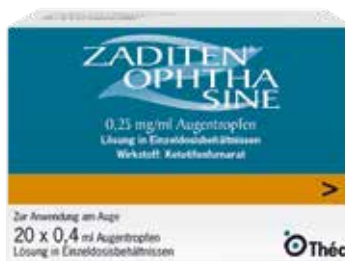 ZADITEN®
OPHTHA
SINE
0,25 mg/ml Augentropfen
Lösung in Einzeldosisbehältnissen
Wirkstoff: Ketotifenfumarat
>
Zur Anwendung am Auge
20 x 0,4 ml Augentropfen
Lösung in Einzeldosisbehältnissen
Théa